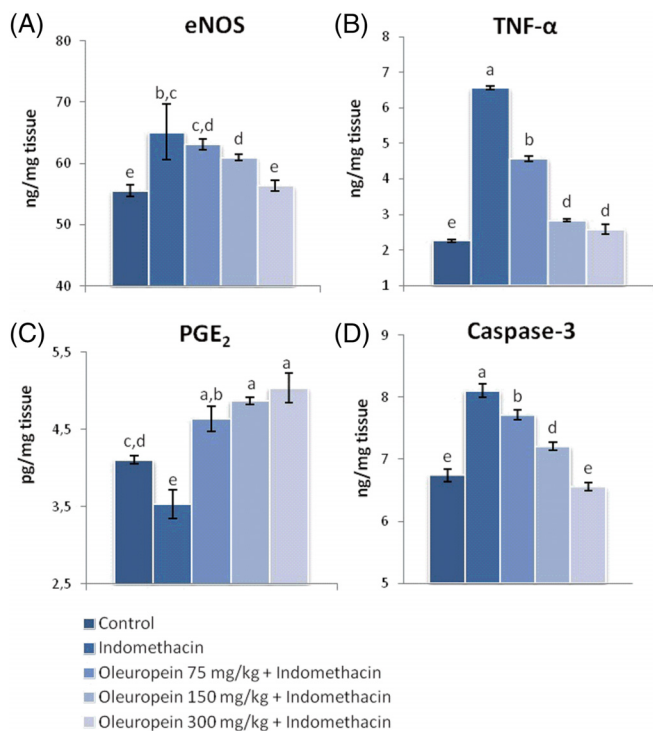 (A)
eNOS
80
70
60
50
40
ng/mg tissue
e
b,c
c,d
d
e
(B)
TNF-α
8
7
6
5
4
3
2
1
ng/mg tissue
e
a
b
d
d
(C)
PGE₂
5,5
4,5
3,5
2,5
pg/mg tissue
c,d
e
a,b
a
a
(D)
Caspase-3
9
8
7
6
5
ng/mg tissue
e
a
b
d
e
Control
Indomethacin
Oleuropein 75 mg/kg + Indomethacin
Oleuropein 150 mg/kg + Indomethacin
Oleuropein 300 mg/kg + Indomethacin